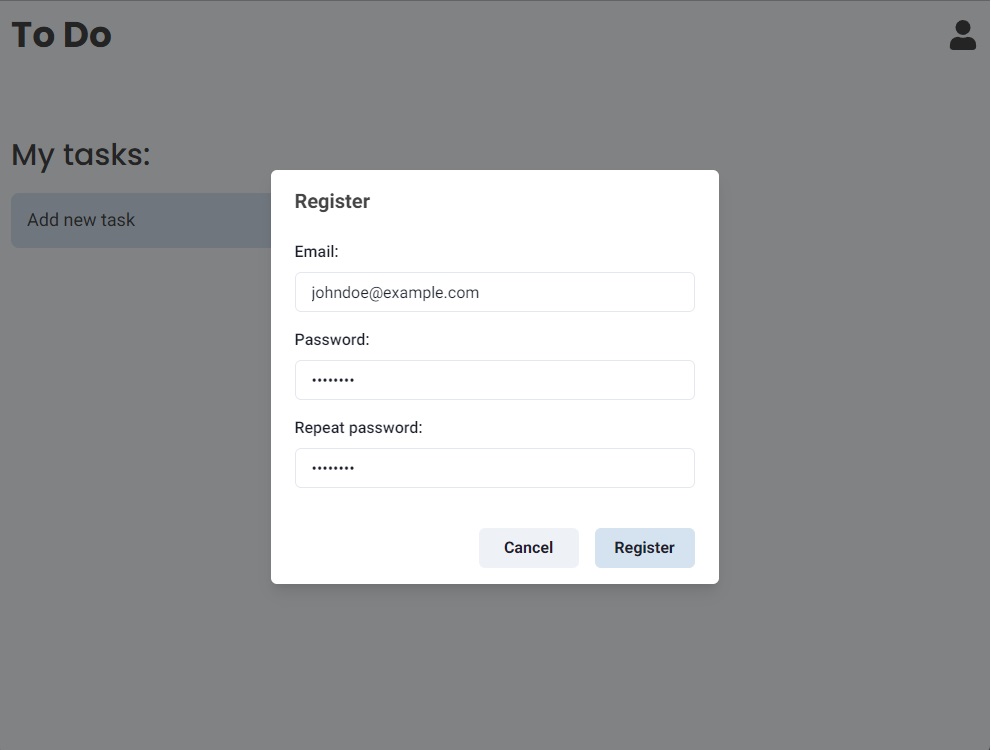 To Do
My tasks:
Add new task
Register
Email:
johndoe@example.com
Password:
••••••••
Repeat password:
••••••••
Cancel Register